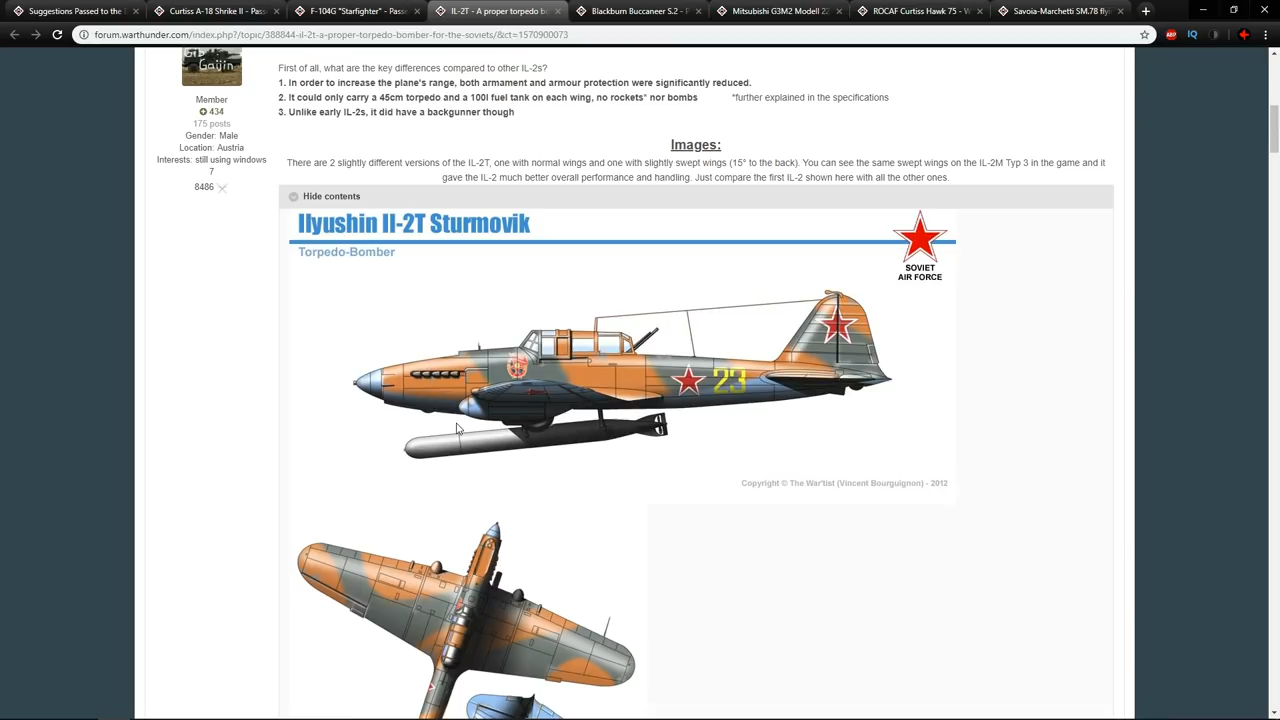 Suggestions Passed to the D
Curtiss A-18 Shrike II - Passed
F-104G "Starfighter" - Passed
IL-2T - A proper torpedo b
Blackburn Buccaneer S.2 - P
Mitsubishi G3M2 Model 22
ROCAF Curtiss Hawk 75 - W
Savoia-Marchetti SM.78 flyi
forum.warthunder.com/index.php?/topic/388844-il-2t-a-proper-torpedo-bomber-for-the-soviets/&ct=1570900073
ABP
IQ
Gaijin
Member
434
175 posts
Gender: Male
Location: Austria
Interests: still using windows
7
8486
First of all, what are the key differences compared to other IL-2s?
1. In order to increase the plane's range, both armament and armour protection were significantly reduced.
2. It could only carry a 45cm torpedo and a 100l fuel tank on each wing, no rockets* nor bombs *further explained in the specifications
3. Unlike early IL-2s, it did have a backgunner though
Images:
There are 2 slightly different versions of the IL-2T, one with normal wings and one with slightly swept wings (15° to the back). You can see the same swept wings on the IL-2M Typ 3 in the game and it
gave the IL-2 much better overall performance and handling. Just compare the first IL-2 shown here with all the other ones.
Hide contents
Ilyushin Il-2T Sturmovik
Torpedo-Bomber
SOVIET
AIR FORCE
23
Copyright © The War'tist (Vincent Bourguignon) - 2012